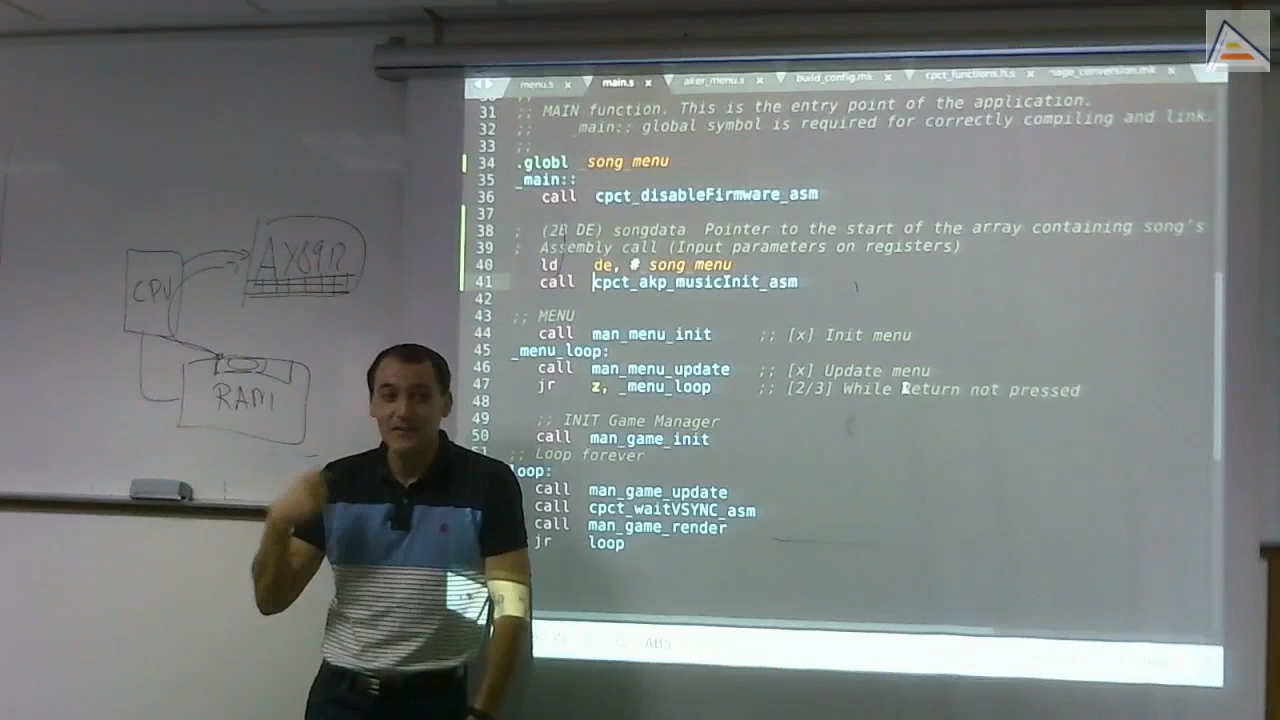 menu.s x main.s x aker_menu.s x build_config.mk x cpct_functions.h.s x
31 ;; MAIN function. This is the entry point of the application.
32 ;; _main:: global symbol is required for correctly compiling and link
33 ;;
34 .globl _song_menu
35 _main::
36 call cpct_disableFirmware_asm
37
38 ; (2B DE) songdata Pointer to the start of the array containing song's
39 ; Assembly call (Input parameters on registers)
40 ld de, #_song_menu
41 call cpct_akp_musicInit_asm
42
43 ;; MENU
44 call man_menu_init ;; [x] Init menu
45 _menu_loop:
46 call man_menu_update ;; [x] Update menu
47 jr z, _menu_loop ;; [2/3] While Return not pressed
48
49 ;; INIT Game Manager
50 call man_game_init
51 ;; Loop forever
loop:
call man_game_update
call cpct_waitVSYNC_asm
call man_game_render
jr loop
CPU
RAM